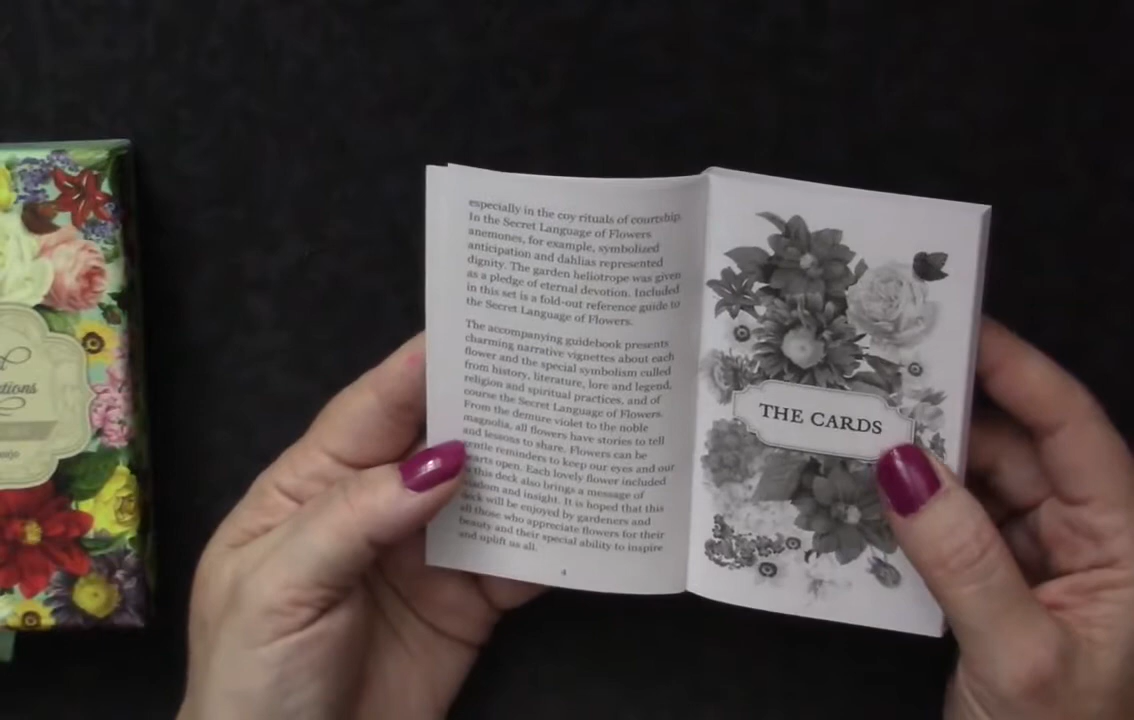 ctions
especially in the coy rituals of courtship.
In the Secret Language of Flowers
anemones, for example, symbolized
anticipation and dahlias represented
dignity. The garden heliotrope was given
as a pledge of eternal devotion. Included
in this set is a fold-out reference guide to
the Secret Language of Flowers.
The accompanying guidebook presents
charming narrative vignettes about each
flower and the special symbolism culled
from history, literature, lore and legend,
religion and spiritual practices, and of
course the Secret Language of Flowers.
From the demure violet to the noble
magnolia, all flowers have stories to tell
and lessons to share. Flowers can be
gentle reminders to keep our eyes and our
earts open. Each lovely flower included
this deck also brings a message of
isdom and insight. It is hoped that this
deck will be enjoyed by gardeners and
all those who appreciate flowers for their
beauty and their special ability to inspire
and uplift us all.
4
THE CARDS